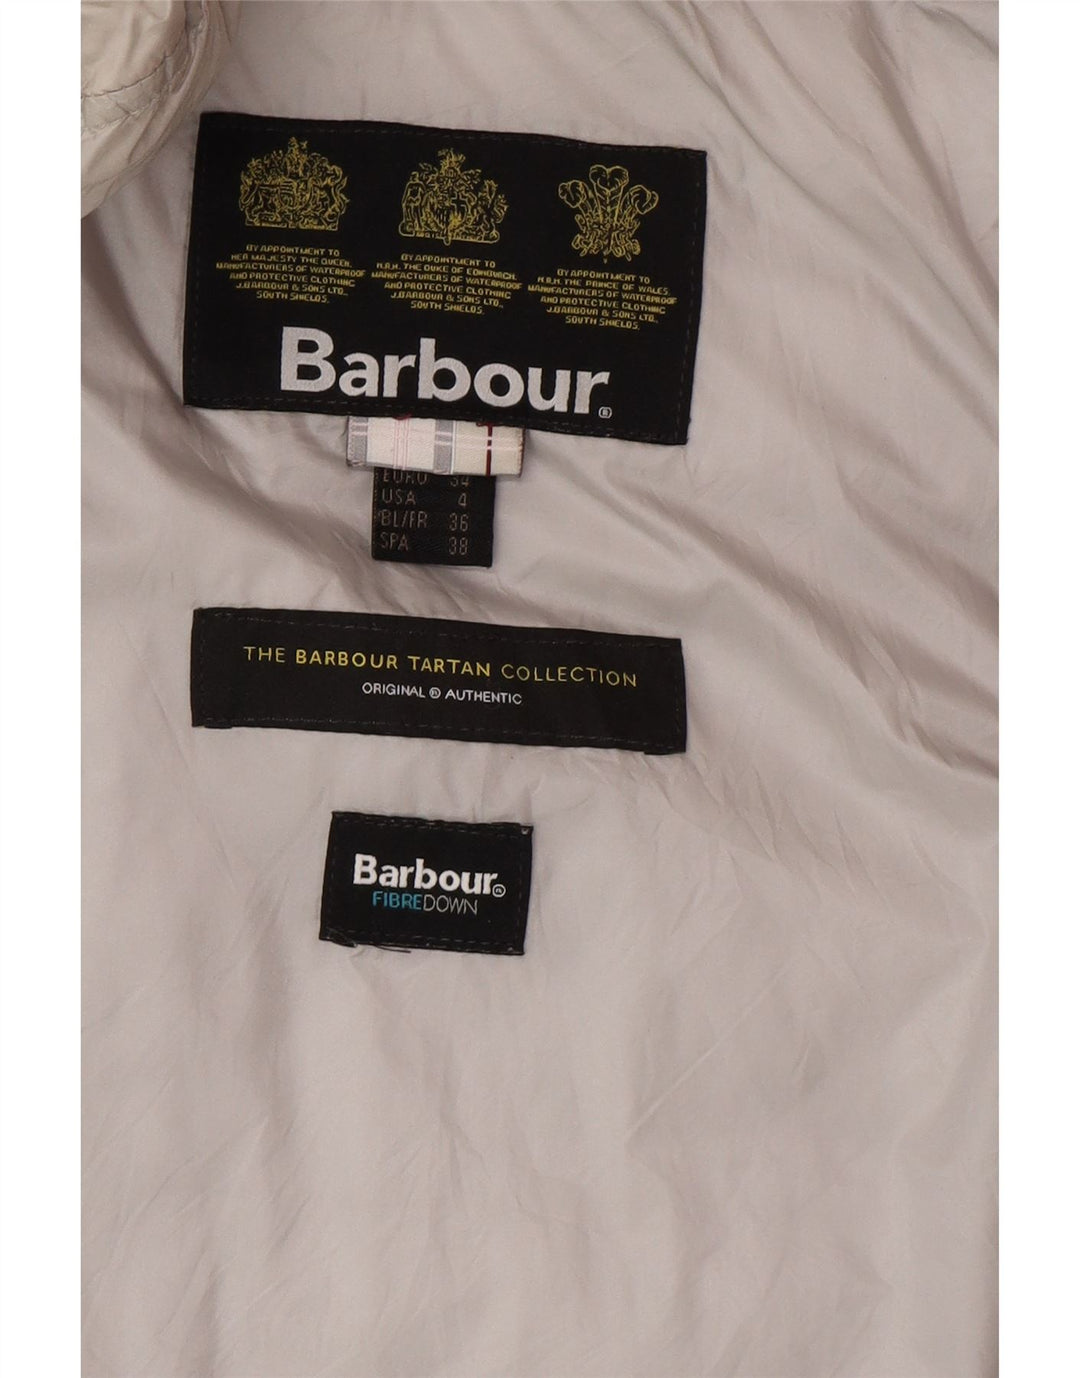 BY APPOINTMENT TO
HER MAJESTY THE QUEEN.
MANUFACTURERS OF WATERPROOF
AND PROTECTIVE CLOTHING
J.BARBOUR & SONS LTD.,
SOUTH SHIELDS.
BY APPOINTMENT TO
H.R.H. THE DUKE OF EDINBURGH.
MANUFACTURERS OF WATERPROOF
AND PROTECTIVE CLOTHING
J.BARBOUR & SONS LTD.,
SOUTH SHIELDS.
BY APPOINTMENT TO
H.R.H. THE PRINCE OF WALES.
MANUFACTURERS OF WATERPROOF
AND PROTECTIVE CLOTHING
J.BARBOUR & SONS LTD.,
SOUTH SHIELDS.
Barbour®
EURO 34
USA 4
BL/FR 36
SPA 38
THE BARBOUR TARTAN COLLECTION
ORIGINAL ® AUTHENTIC
Barbour®
FIBREDOWN